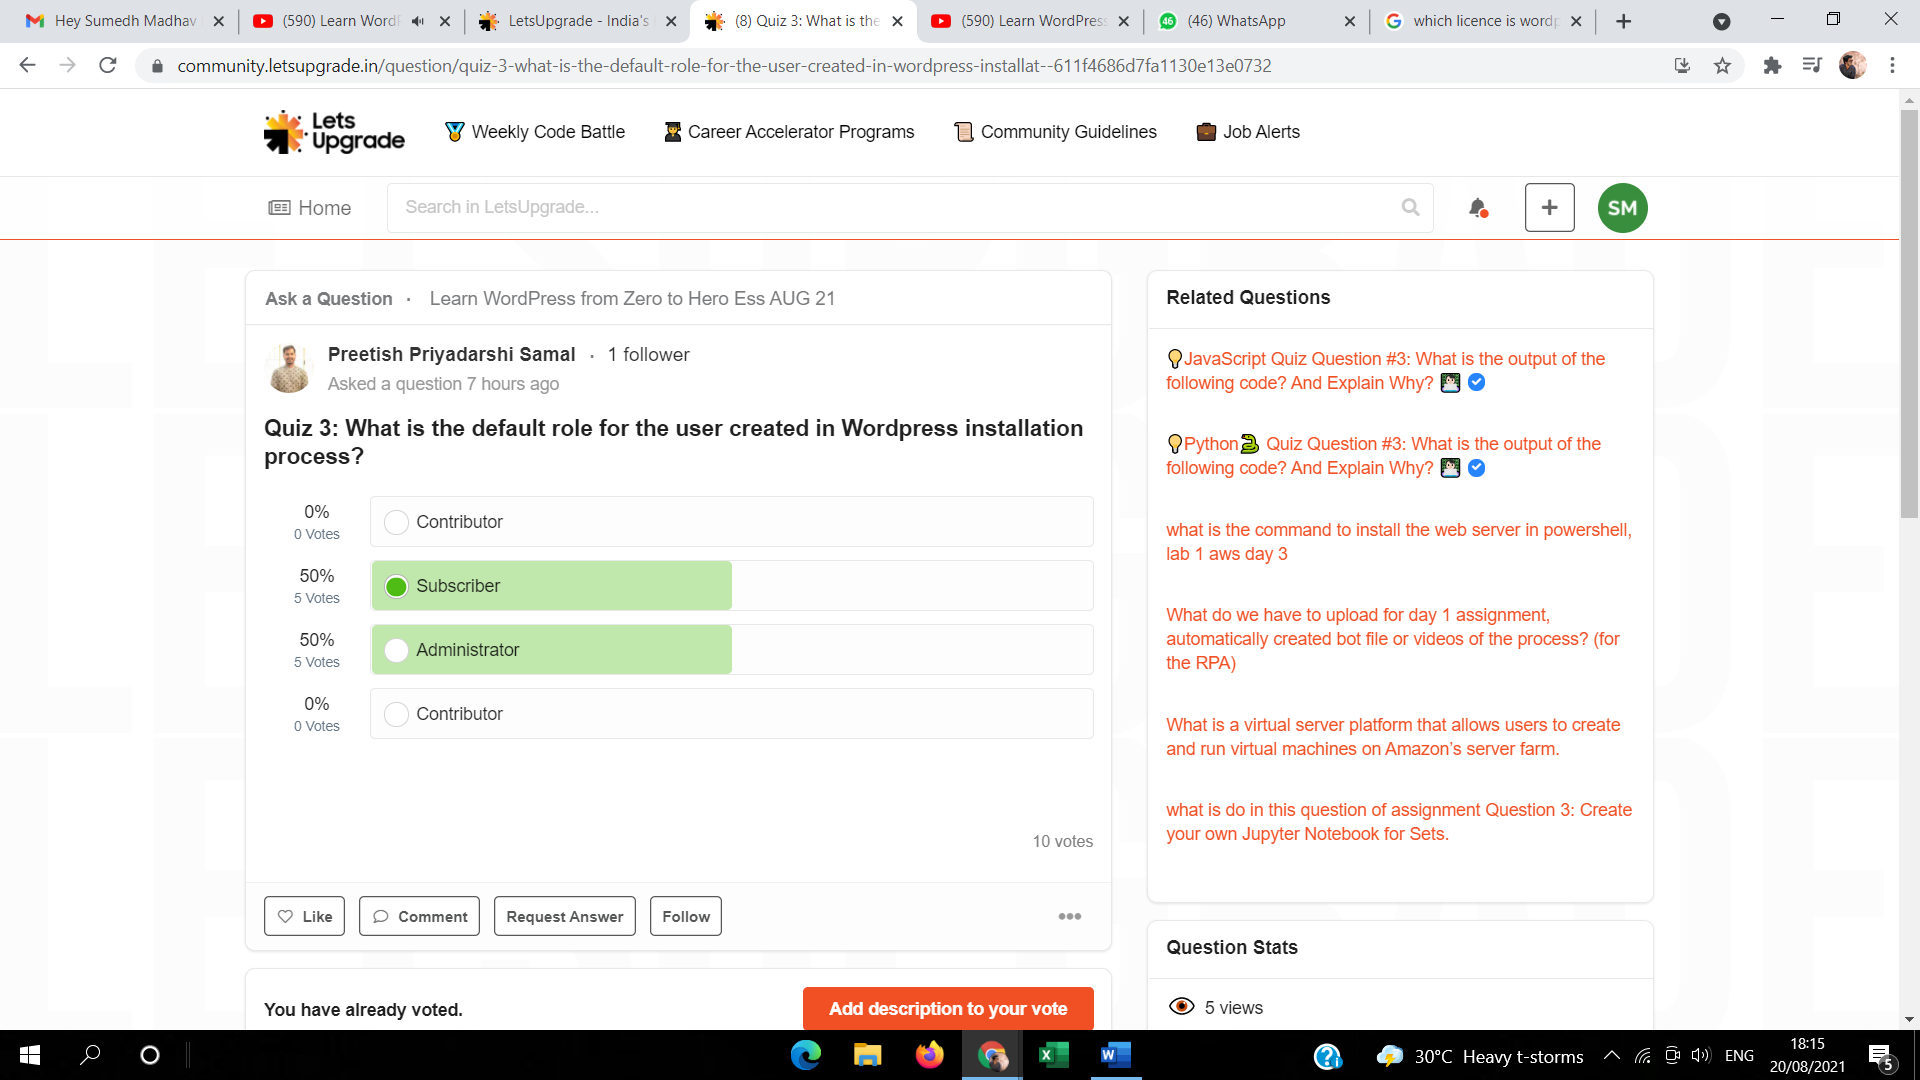 Hey Sumedh Madhav
(590) Learn WordP
LetsUpgrade - India's
(8) Quiz 3: What is the
(590) Learn WordPress
(46) WhatsApp
which licence is wordp
community.letsupgrade.in/question/quiz-3-what-is-the-default-role-for-the-user-created-in-wordpress-installat--611f4686d7fa1130e13e0732
Lets
Upgrade
Weekly Code Battle
Career Accelerator Programs
Community Guidelines
Job Alerts
Home
Search in LetsUpgrade...
+
SM
Ask a Question · Learn WordPress from Zero to Hero Ess AUG 21
Preetish Priyadarshi Samal · 1 follower
Asked a question 7 hours ago
Quiz 3: What is the default role for the user created in Wordpress installation
process?
0%
0 Votes
Contributor
50%
5 Votes
Subscriber
50%
5 Votes
Administrator
0%
0 Votes
Contributor
10 votes
Like
Comment
Request Answer
Follow
You have already voted.
Add description to your vote
Related Questions
JavaScript Quiz Question #3: What is the output of the
following code? And Explain Why?
Python Quiz Question #3: What is the output of the
following code? And Explain Why?
what is the command to install the web server in powershell,
lab 1 aws day 3
What do we have to upload for day 1 assignment,
automatically created bot file or videos of the process? (for
the RPA)
What is a virtual server platform that allows users to create
and run virtual machines on Amazon’s server farm.
what is do in this question of assignment Question 3: Create
your own Jupyter Notebook for Sets.
Question Stats
5 views
30°C Heavy t-storms
ENG
18:15
20/08/2021
5